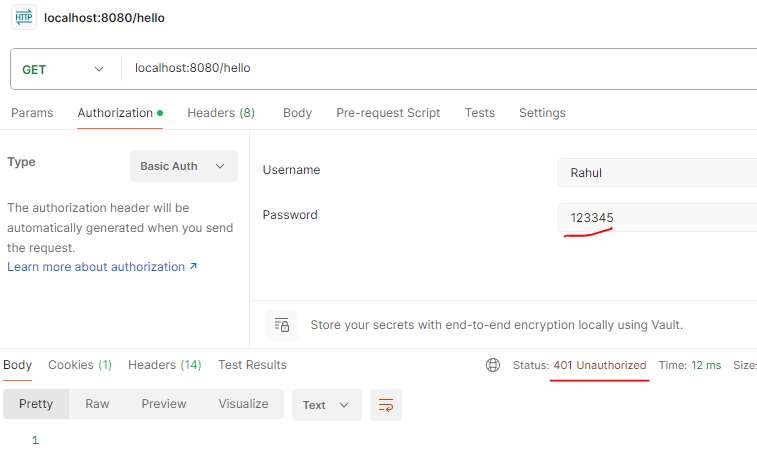 HTTP localhost:8080/hello
GET localhost:8080/hello
Params Authorization Headers (8) Body Pre-request Script Tests Settings
Type Basic Auth
The authorization header will be
automatically generated when you send
the request.
Learn more about authorization ↗
Username Rahul
Password 123345
Store your secrets with end-to-end encryption locally using Vault.
Body Cookies (1) Headers (14) Test Results Status: 401 Unauthorized Time: 12 ms Size:
Pretty Raw Preview Visualize Text
1